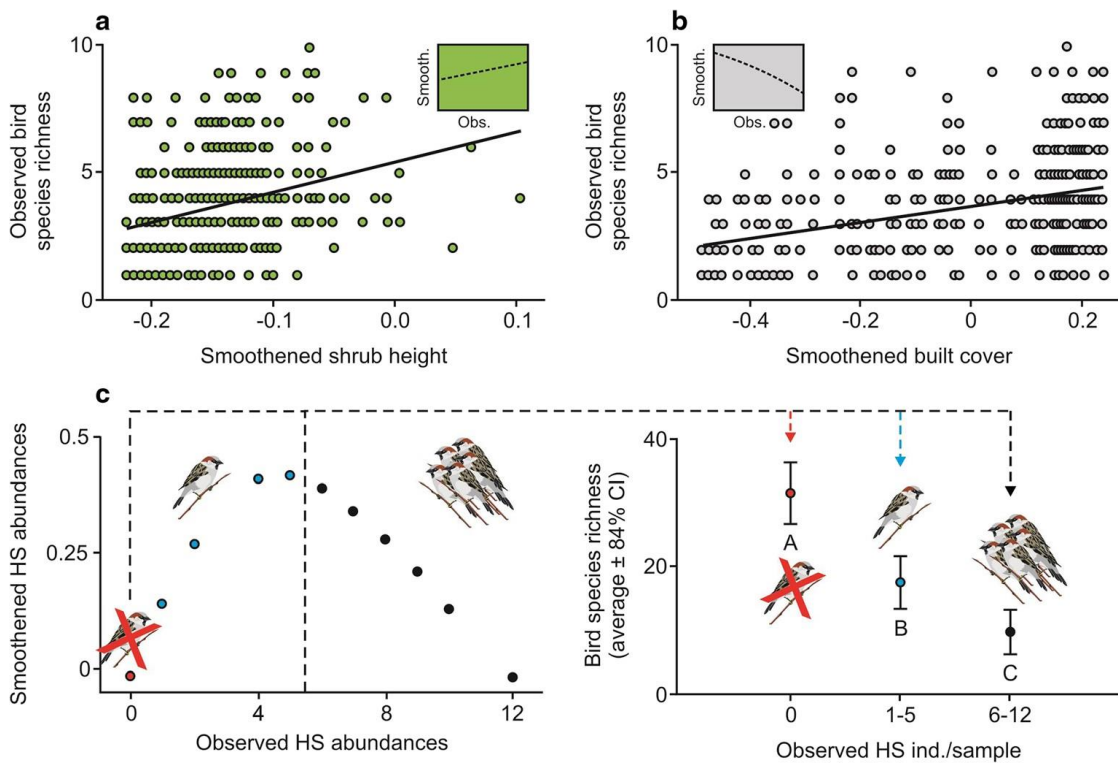 a
10
5
0
Observed bird
species richness
Smooth.
Obs.
-0.2
-0.1
0.0
0.1
Smoothened shrub height
b
10
5
0
Observed bird
species richness
Smooth.
Obs.
-0.4
-0.2
0
0.2
Smoothened built cover
c
0.5
0.25
0
Smoothened HS abundances
0
4
8
12
Observed HS abundances
40
20
0
Bird species richness
(average ± 84% CI)
A
B
C
0
1-5
6-12
Observed HS ind./sample